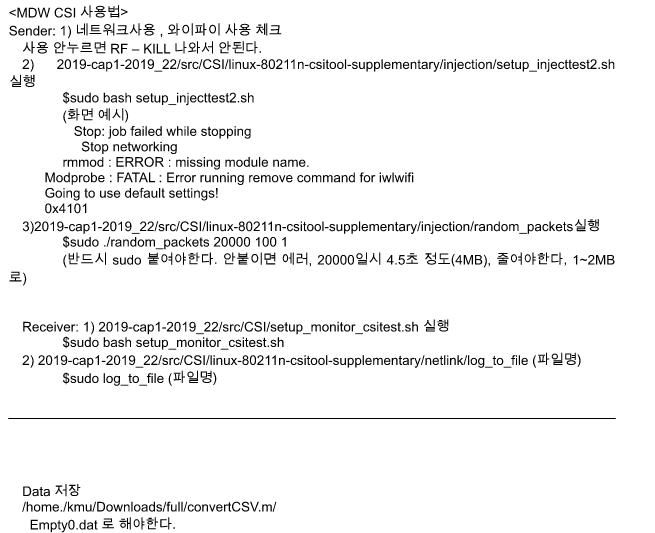 <MDW CSI 사용법>
Sender: 1) 네트워크사용 , 와이파이 사용 체크
사용 안누르면 RF – KILL 나와서 안된다.
2) 2019-cap1-2019_22/src/CSI/linux-80211n-csitool-supplementary/injection/setup_injecttest2.sh
실행
$sudo bash setup_injecttest2.sh
(화면 예시)
Stop: job failed while stopping
Stop networking
rmmod : ERROR : missing module name.
Modprobe : FATAL : Error running remove command for iwlwifi
Going to use default settings!
0x4101
3)2019-cap1-2019_22/src/CSI/linux-80211n-csitool-supplementary/injection/random_packets실행
$sudo ./random_packets 20000 100 1
(반드시 sudo 붙여야한다. 안붙이면 에러, 20000일시 4.5초 정도(4MB), 줄여야한다, 1~2MB
로)
Receiver: 1) 2019-cap1-2019_22/src/CSI/setup_monitor_csitest.sh 실행
$sudo bash setup_monitor_csitest.sh
2) 2019-cap1-2019_22/src/CSI/linux-80211n-csitool-supplementary/netlink/log_to_file (파일명)
$sudo log_to_file (파일명)
Data 저장
/home./kmu/Downloads/full/convertCSV.m/
Empty0.dat 로 해야한다.